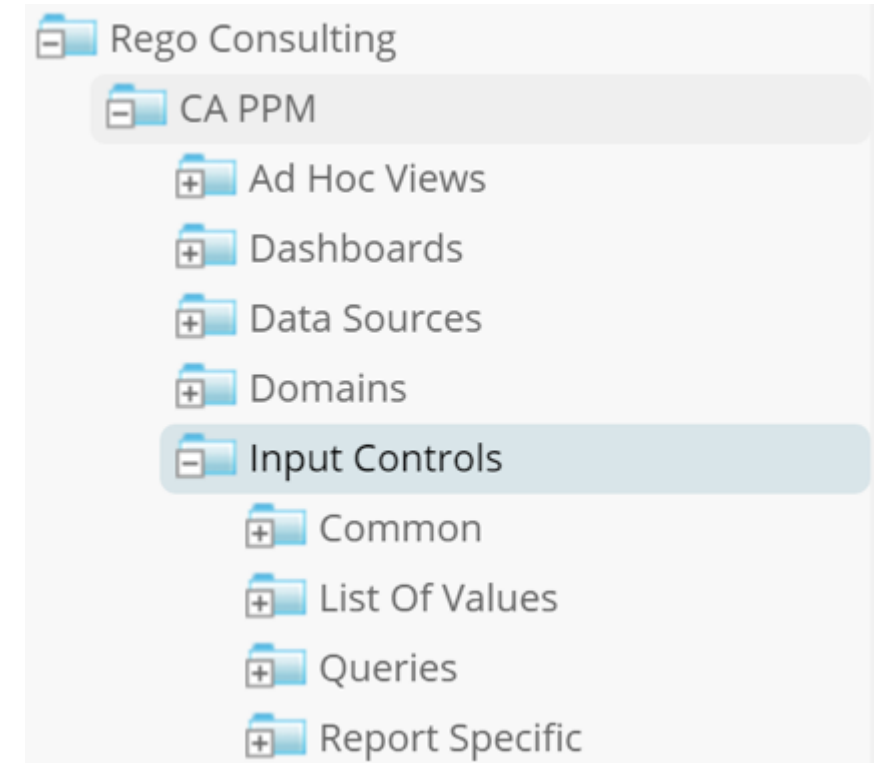 Rego Consulting
CA PPM
Ad Hoc Views
Dashboards
Data Sources
Domains
Input Controls
Common
List Of Values
Queries
Report Specific